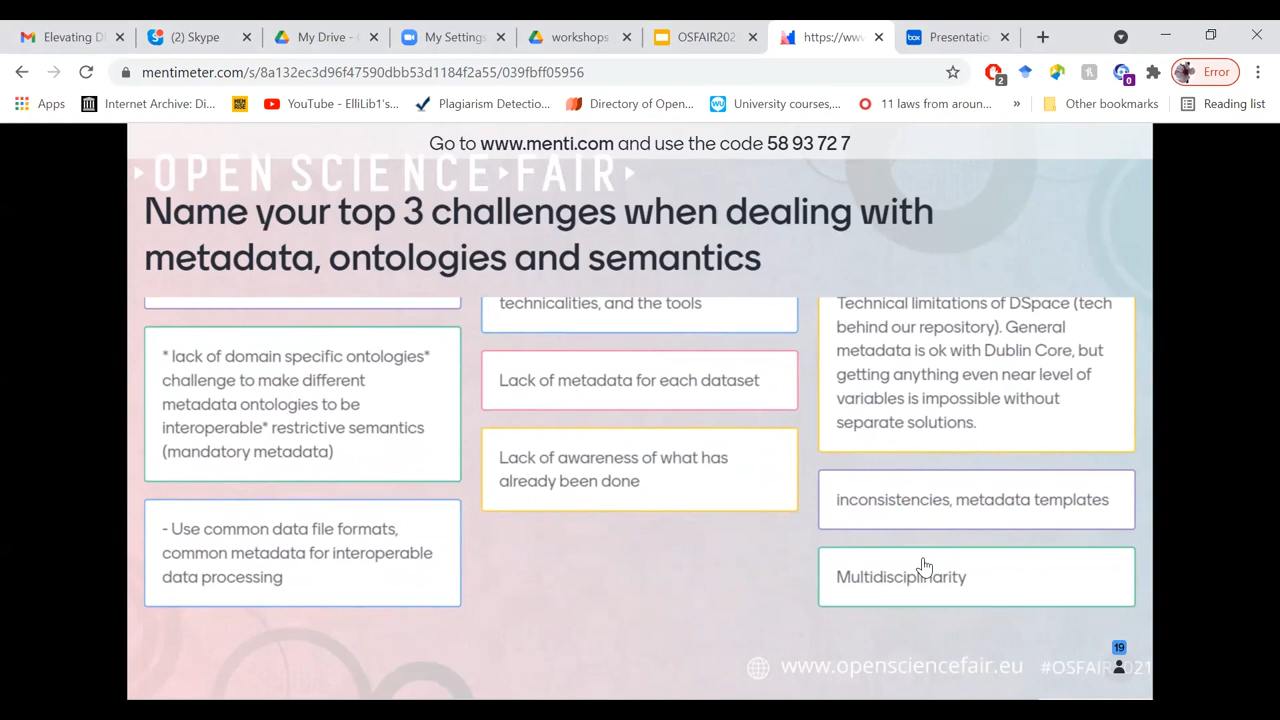 Elevating D
(2) Skype
My Drive -
My Settings
workshops
OSFAIR202
https://ww
box
Presentatio
mentimeter.com/s/8a132ec3d96f47590dbb53f1184f2a55/039fbff05956
2
0
Error
Apps
Internet Archive: Di...
YouTube - ElliLib1's...
Plagiarism Detectio...
Directory of Open...
WU
University courses,...
11 laws from aroun...
»
Other bookmarks
Reading list
Go to www.menti.com and use the code 58 93 72 7
OPEN SCIENCE FAIR
Name your top 3 challenges when dealing with
metadata, ontologies and semantics
* lack of domain specific ontologies*
challenge to make different
metadata ontologies to be
interoperable* restrictive semantics
(mandatory metadata)
- Use common data file formats,
common metadata for interoperable
data processing
technicalities, and the tools
Lack of metadata for each dataset
Lack of awareness of what has
already been done
Technical limitations of DSpace (tech
behind our repository). General
metadata is ok with Dublin Core, but
getting anything even near level of
variables is impossible without
separate solutions.
inconsistencies, metadata templates
Multidisciplinarity
19
www.opensciencefair.eu #OSFAIR2021